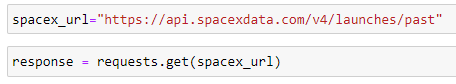 spacex_url="https://api.spacexdata.com/v4/launches/past"
response = requests.get(spacex_url)